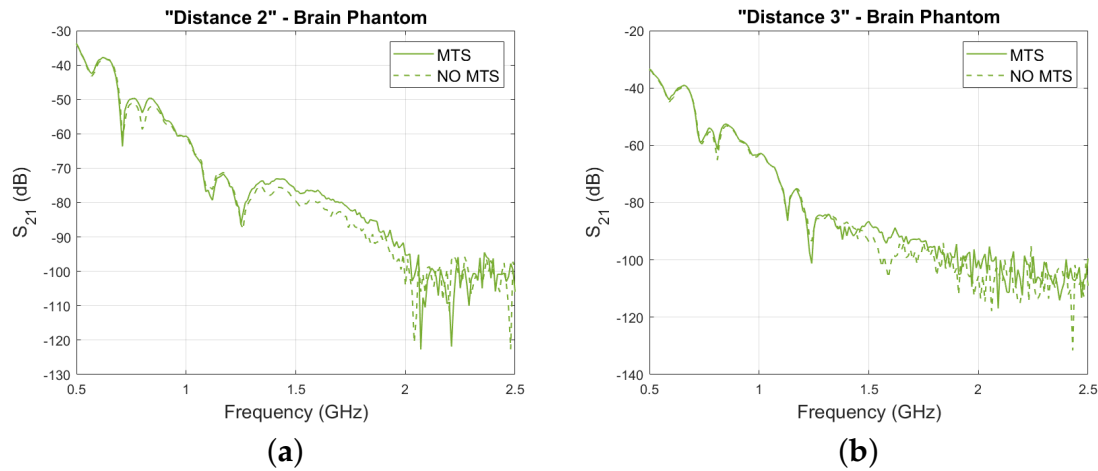 "Distance 2" - Brain Phantom
-30
-40
-50
-60
-70
-80
-90
-100
-110
-120
-130
S21 (dB)
MTS
NO MTS
0.5
1
1.5
2
2.5
Frequency (GHz)
(a)
"Distance 3" - Brain Phantom
-20
-40
-60
-80
-100
-120
-140
S21 (dB)
MTS
NO MTS
0.5
1
1.5
2
2.5
Frequency (GHz)
(b)